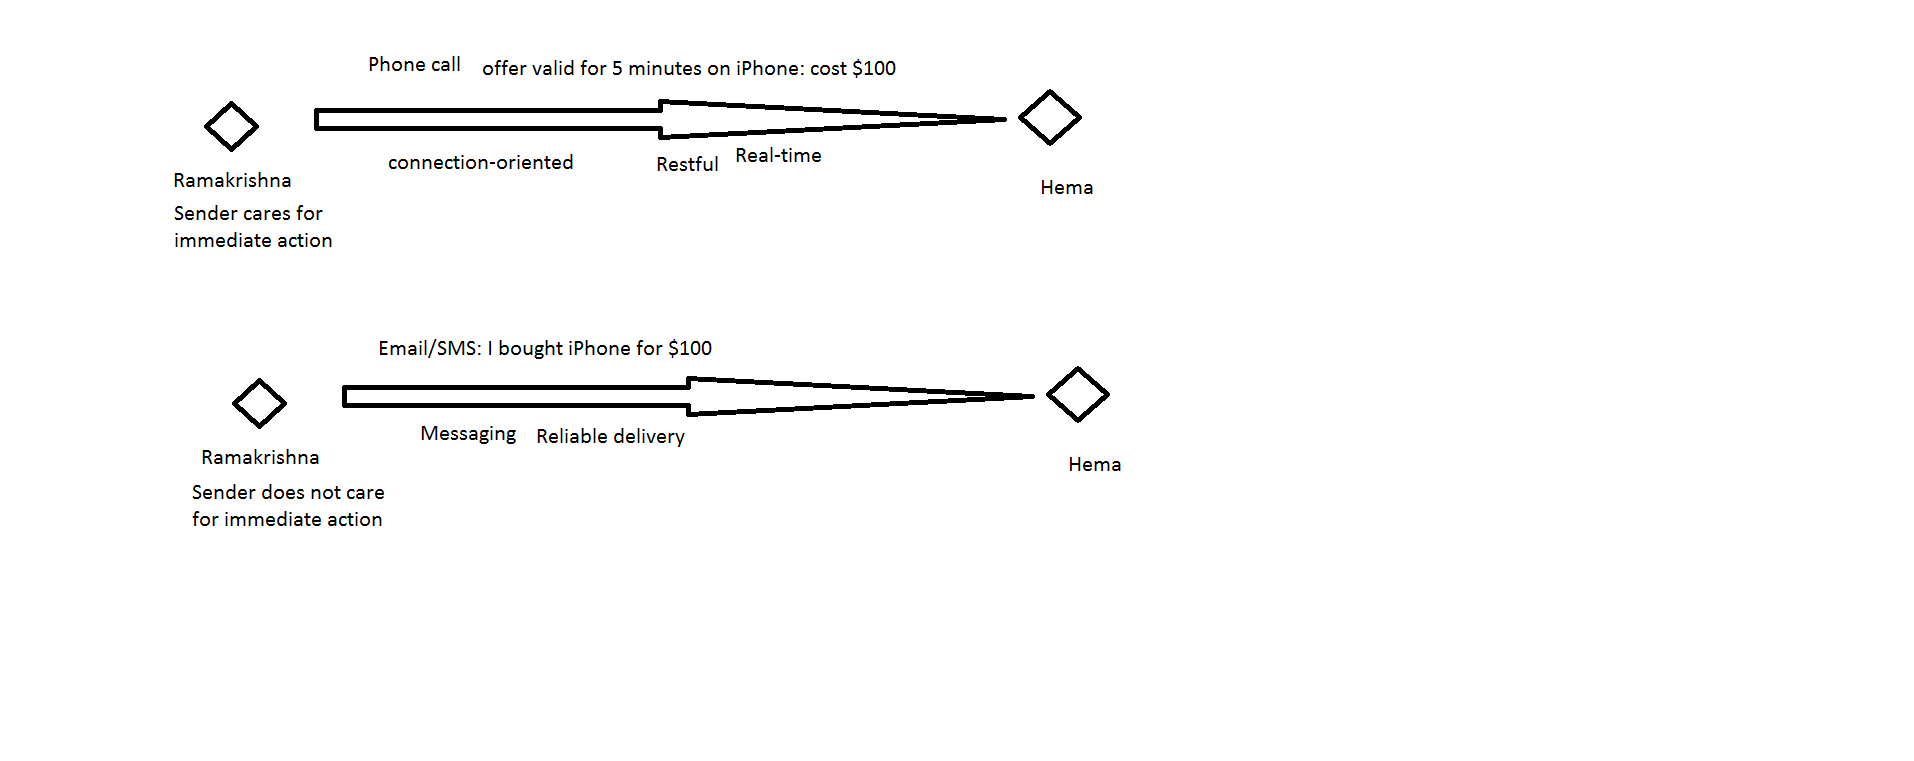 Phone call offer valid for 5 minutes on iPhone: cost $100
connection-oriented Restful Real-time
Ramakrishna
Hema
Sender cares for
immediate action
Email/SMS: I bought iPhone for $100
Messaging Reliable delivery
Ramakrishna
Hema
Sender does not care
for immediate action